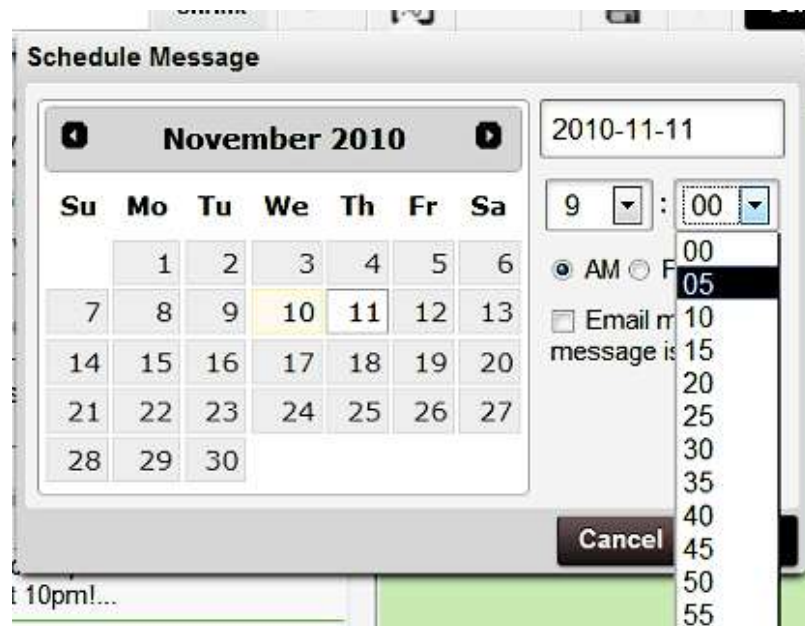 Schedule Message
November 2010
Su Mo Tu We Th Fr Sa
1 2 3 4 5 6
7 8 9 10 11 12 13
14 15 16 17 18 19 20
21 22 23 24 25 26 27
28 29 30
2010-11-11
9 : 00
AM
Email
message
00
05
10
15
20
25
30
35
40
45
50
55
Cancel
10pm!...